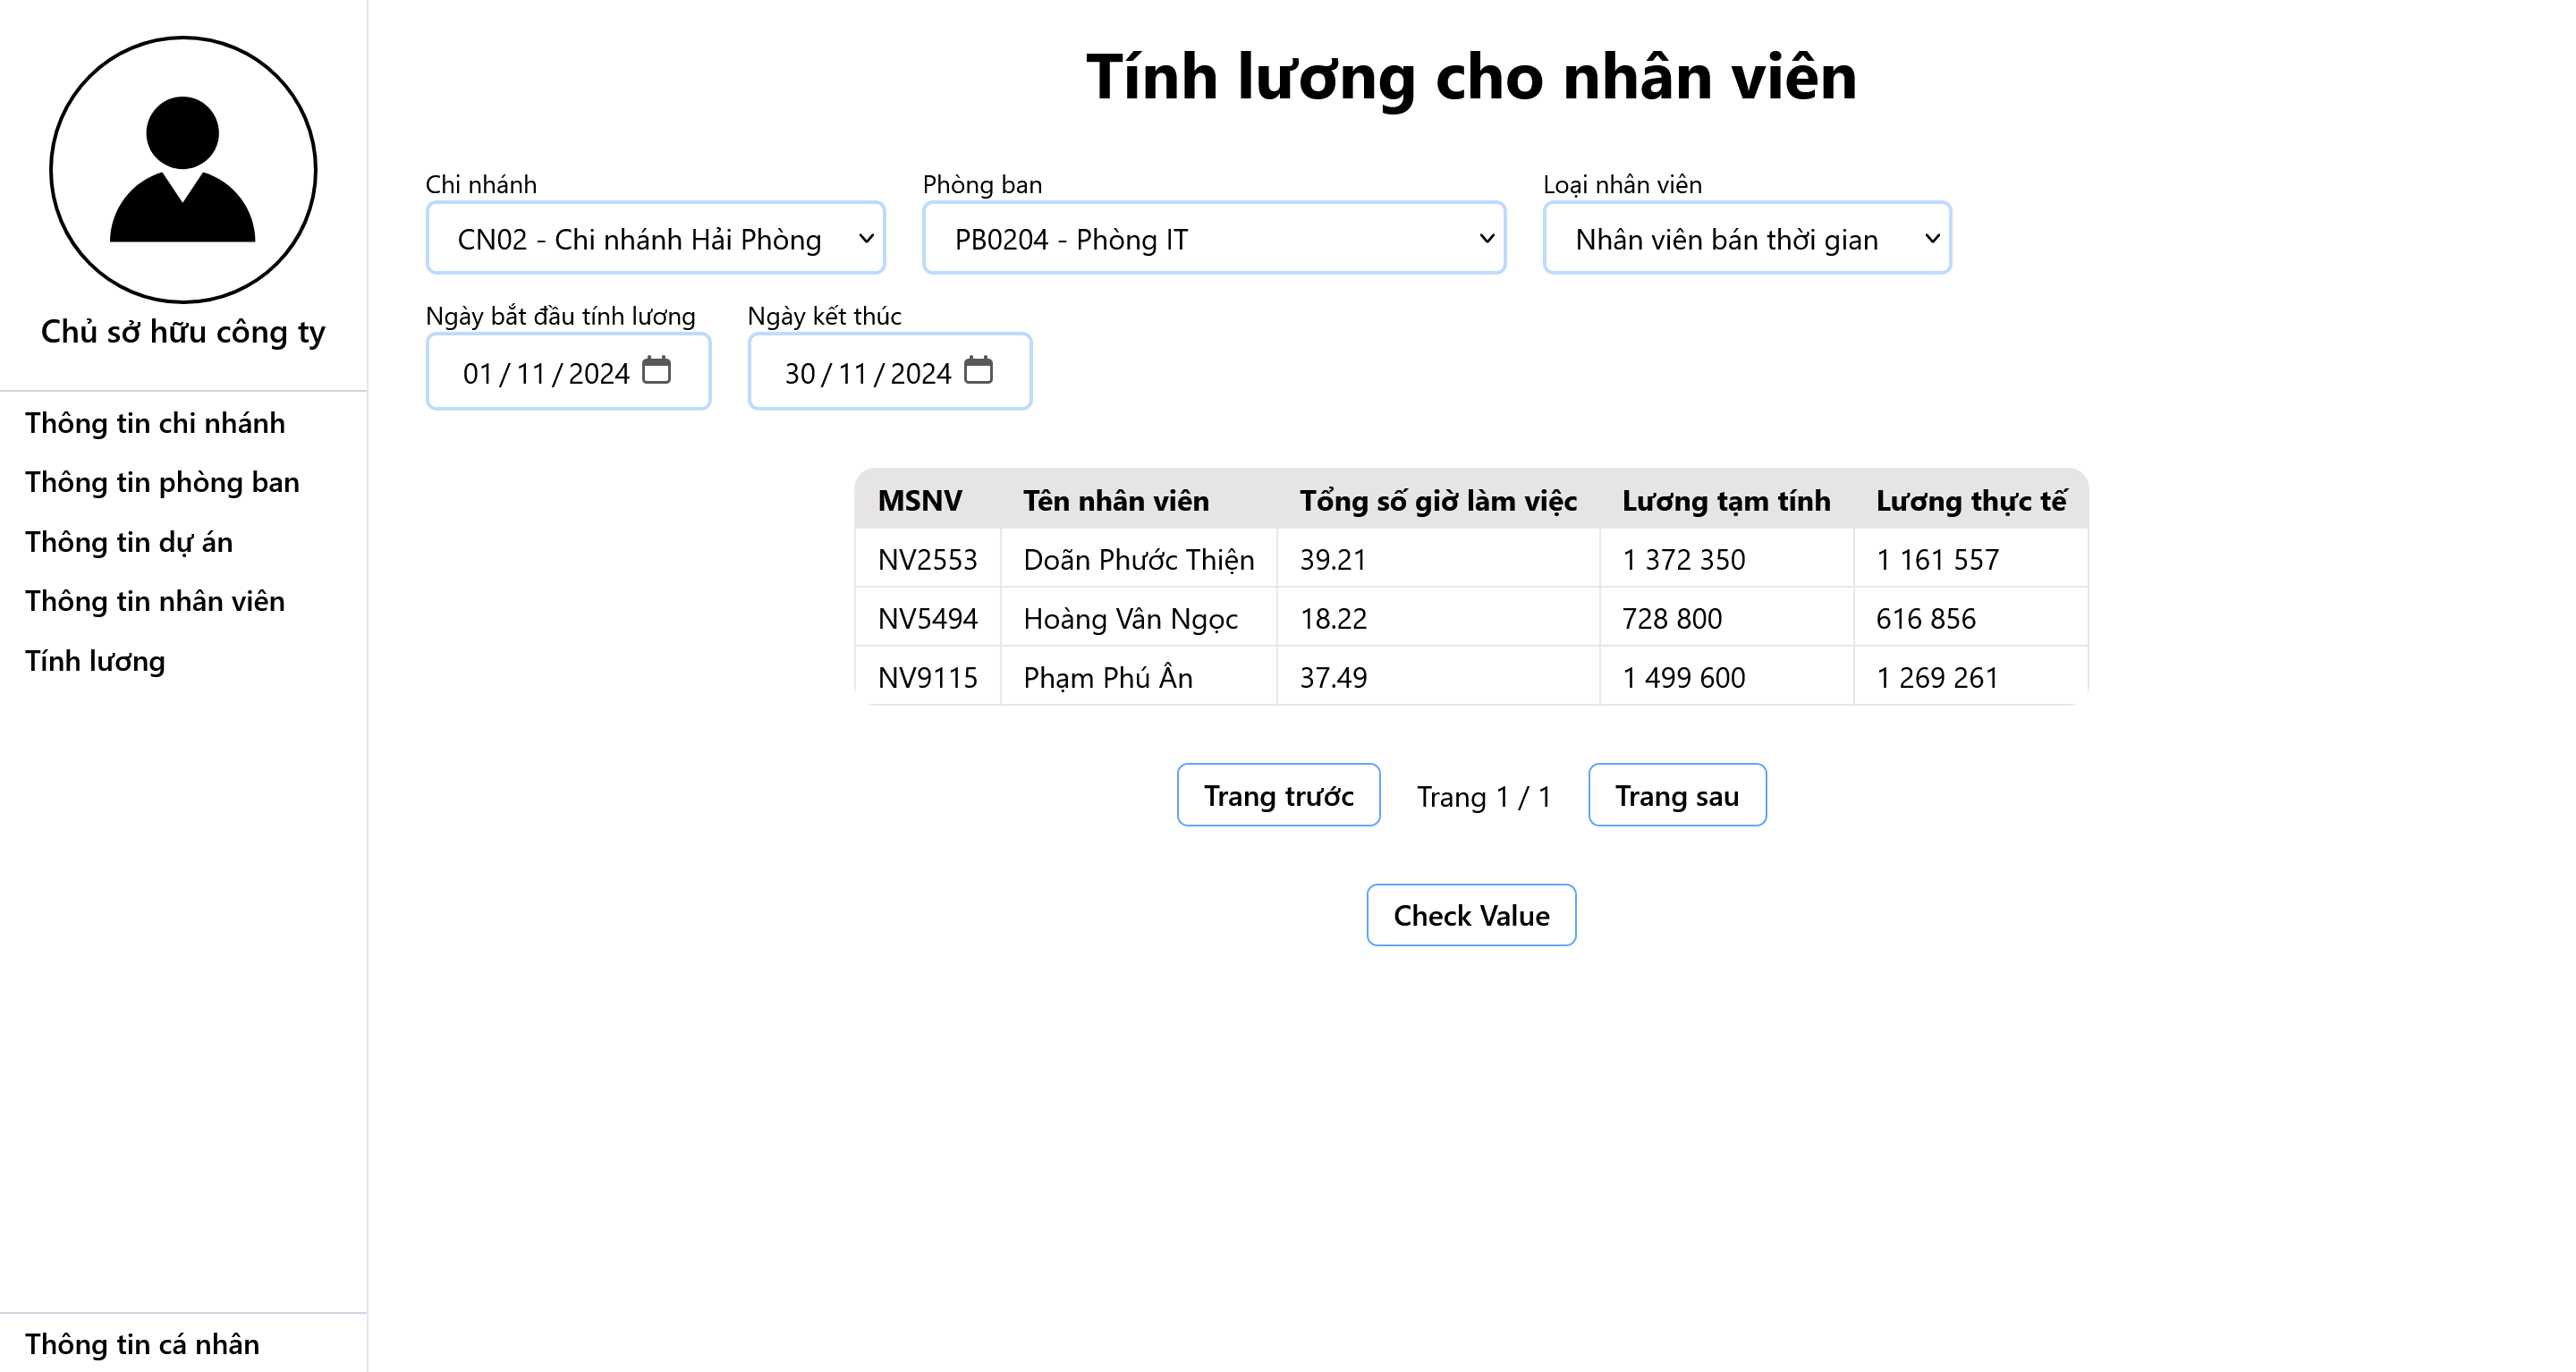 Chủ sở hữu công ty
Thông tin chi nhánh
Thông tin phòng ban
Thông tin dự án
Thông tin nhân viên
Tính lương
Thông tin cá nhân
Tính lương cho nhân viên
Chi nhánh Phòng ban Loại nhân viên
CN02 - Chi nhánh Hải Phòng PB0204 - Phòng IT Nhân viên bán thời gian
Ngày bắt đầu tính lương Ngày kết thúc
01/11/2024 30/11/2024
MSNV Tên nhân viên Tổng số giờ làm việc Lương tạm tính Lương thực tế
NV2553 Doãn Phước Thiện 39.21 1 372 350 1 161 557
NV5494 Hoàng Vân Ngọc 18.22 728 800 616 856
NV9115 Phạm Phú Ân 37.49 1 499 600 1 269 261
Trang trước Trang 1 / 1 Trang sau
Check Value